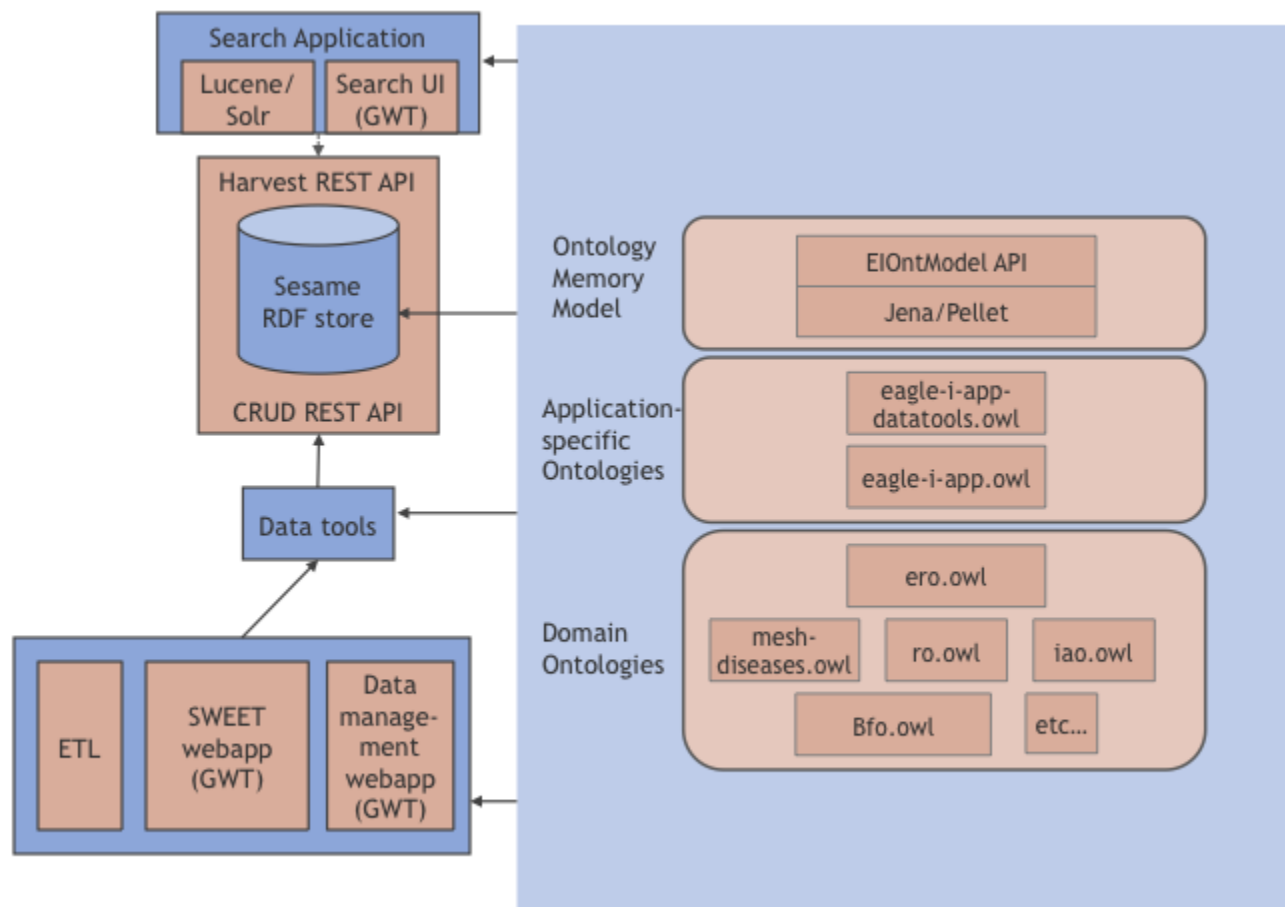 Search Application
Lucene/
Solr
Search UI
(GWT)
Harvest REST API
Sesame
RDF store
CRUD REST API
Data tools
ETL
SWEET
webapp
(GWT)
Data
manage-
ment
webapp
(GWT)
Ontology
Memory
Model
EIOntModel API
Jena/Pellet
Application-
specific
Ontologies
eagle-i-app-
datatools.owl
eagle-i-app.owl
Domain
Ontologies
ero.owl
mesh-
diseases.owl
ro.owl
iao.owl
Bfo.owl
etc...